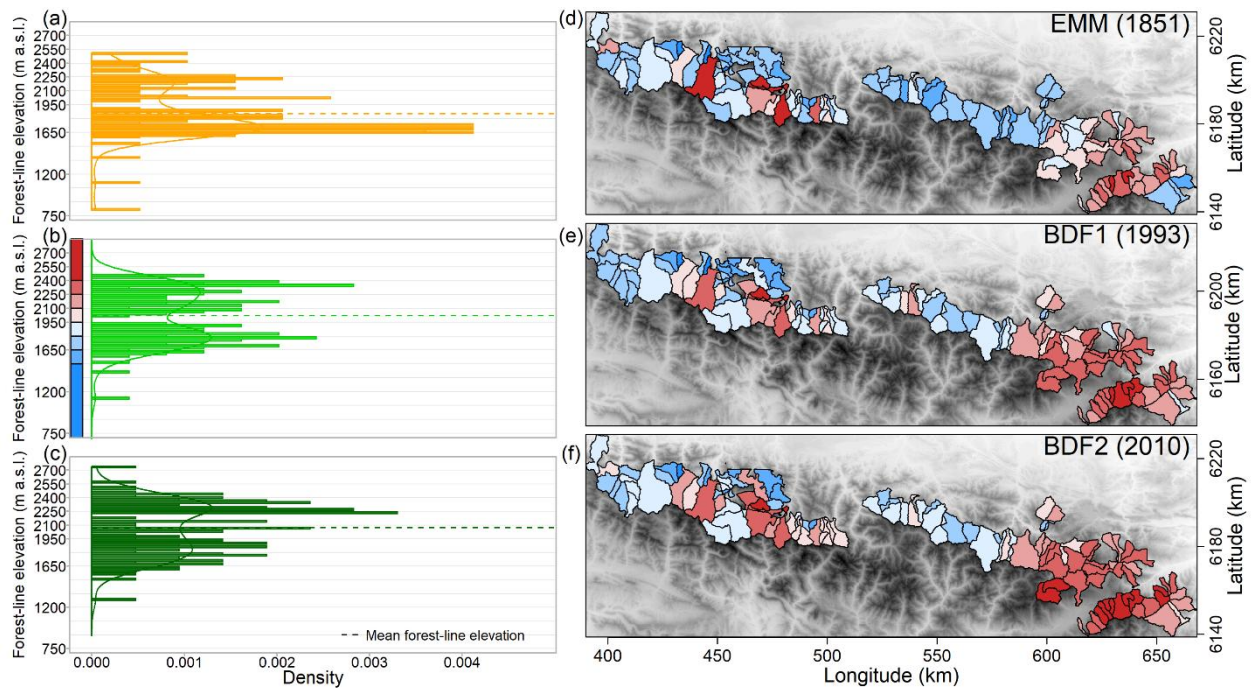 (a)
Forest-line elevation (m a.s.l.)
2700
2550
2400
2250
2100
1950
1650
1200
750
(b)
Forest-line elevation (m a.s.l.)
2700
2550
2400
2250
2100
1950
1650
1200
750
(c)
Forest-line elevation (m a.s.l.)
2700
2550
2400
2250
2100
1950
1650
1200
750
Mean forest-line elevation
0.000 0.001 0.002 0.003 0.004
Density
(d)
EMM (1851)
6220
6180
6140
Latitude (km)
(e)
BDF1 (1993)
6200
6160
Latitude (km)
(f)
BDF2 (2010)
6220
6180
6140
Latitude (km)
400 450 500 550 600 650
Longitude (km)